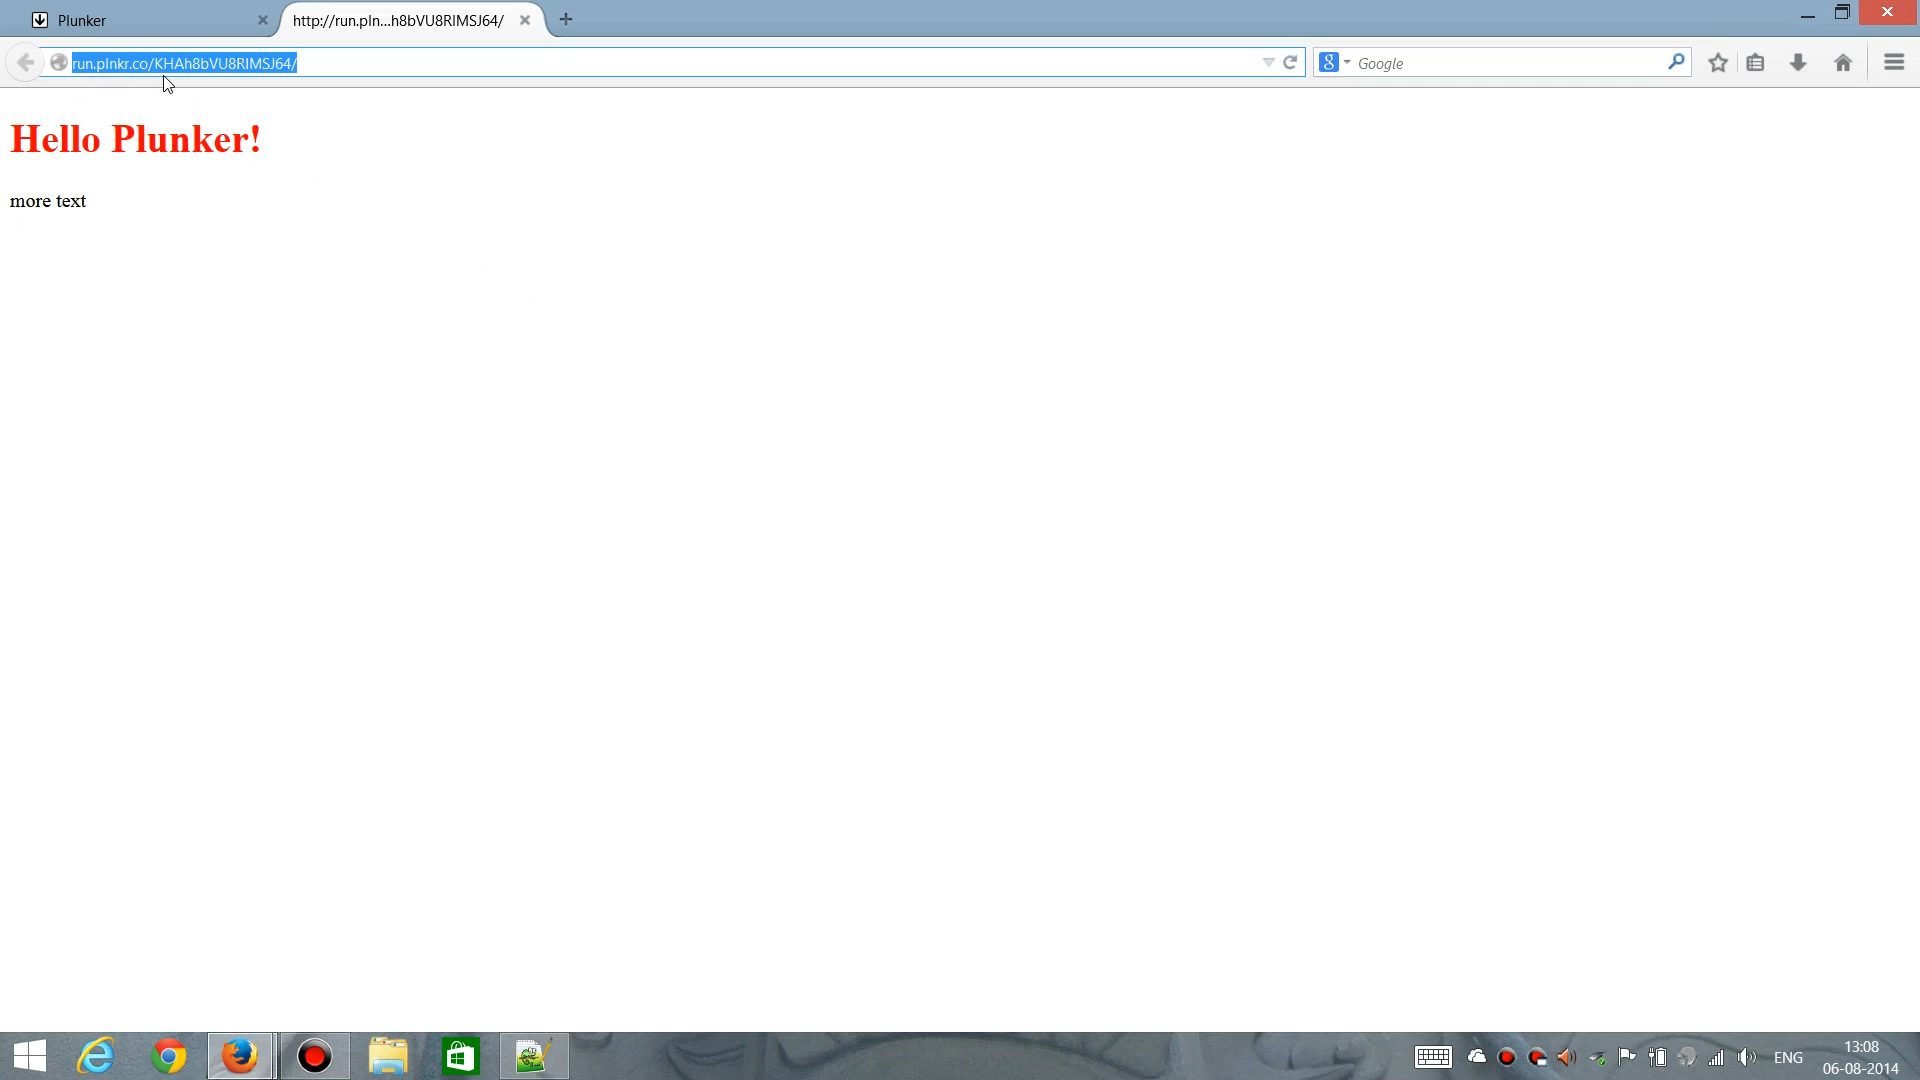 Plunker
http://run.pln...h8bVU8RIMSJ64/
run.plnkr.co/KHAh8bVU8RIMSJ64/
Google
Hello Plunker!
more text
ENG
13:08
06-08-2014